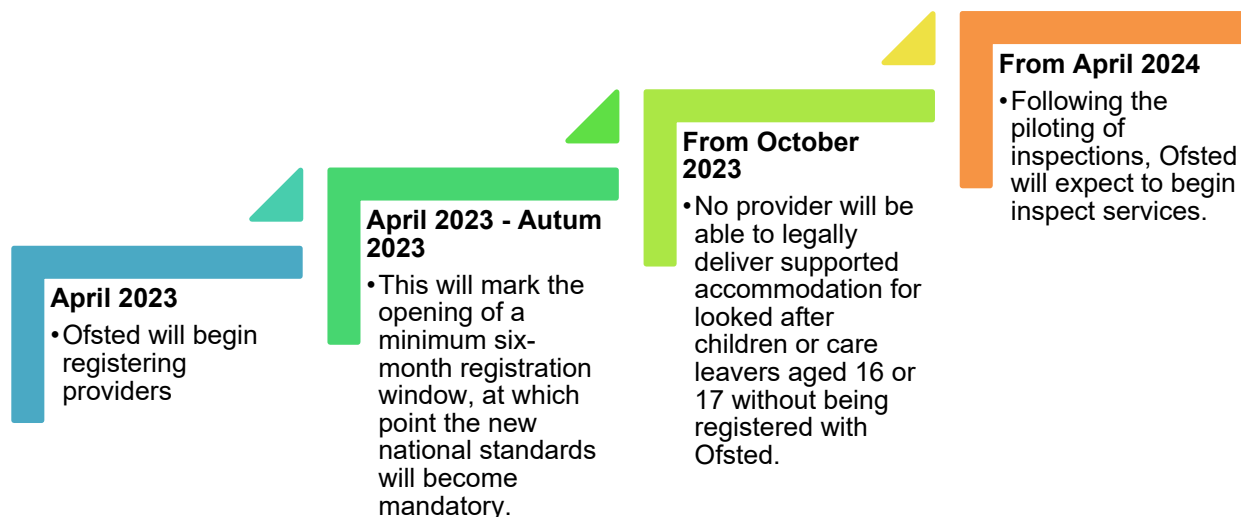 April 2023
•Ofsted will begin
registering
providers
April 2023 - Autum
2023
•This will mark the
opening of a
minimum six-
month registration
window, at which
point the new
national standards
will become
mandatory.
From October
2023
•No provider will be
able to legally
deliver supported
accommodation for
looked after
children or care
leavers aged 16 or
17 without being
registered with
Ofsted.
From April 2024
•Following the
piloting of
inspections, Ofsted
will expect to begin
inspect services.